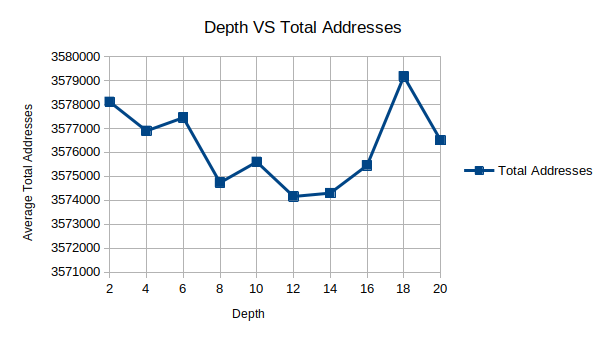 Depth VS Total Addresses
Average Total Addresses
3580000
3579000
3578000
3577000
3576000
3575000
3574000
3573000
3572000
3571000
2 4 6 8 10 12 14 16 18 20
Depth
Total Addresses